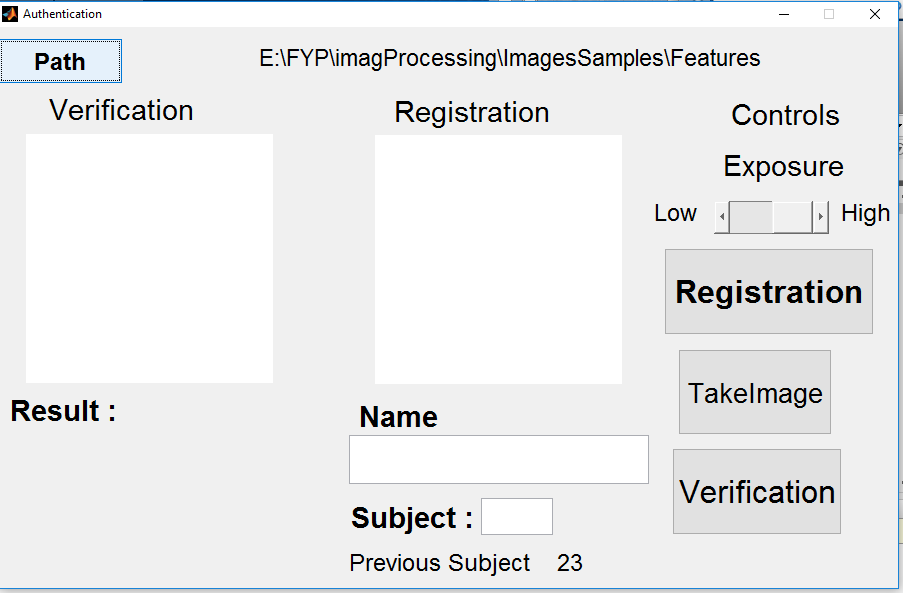 Authentication
Path
E:\FYP\imagProcessing\ImagesSamples\Features
Verification
Registration
Controls
Exposure
Low
High
Registration
TakeImage
Verification
Result :
Name
Subject :
Previous Subject 23